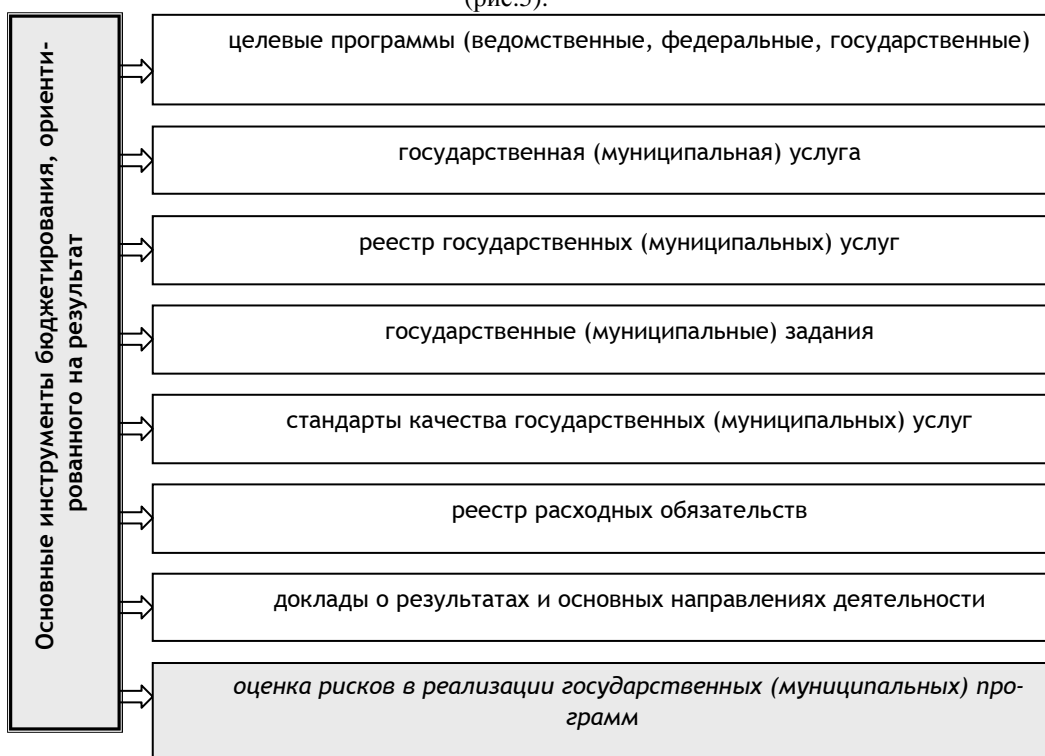 (рис.5).
Основные инструменты бюджетирования, ориенти-
рованного на результат
целевые программы (ведомственные, федеральные, государственные)
государственная (муниципальная) услуга
реестр государственных (муниципальных) услуг
государственные (муниципальные) задания
стандарты качества государственных (муниципальных) услуг
реестр расходных обязательств
доклады о результатах и основных направлениях деятельности
оценка рисков в реализации государственных (муниципальных) про-
грамм